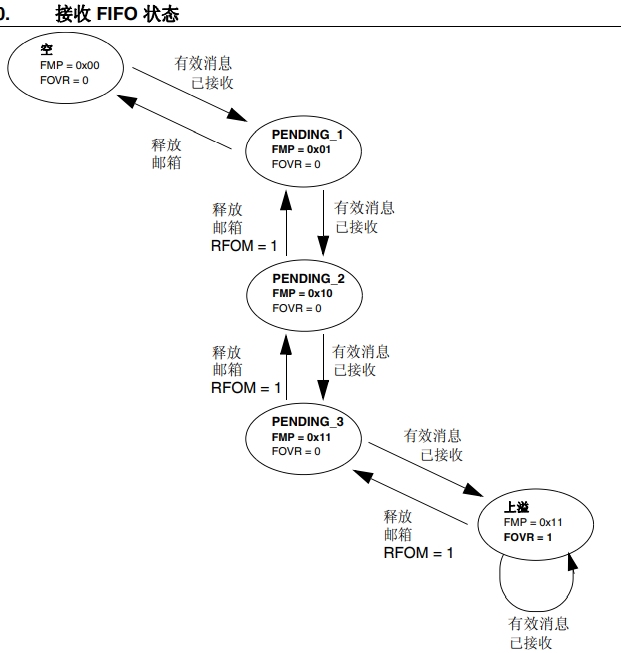 0. 接收 FIFO 状态
空
FMP = 0x00
FOVR = 0
有效消息
已接收
释放
邮箱
PENDING_1
FMP = 0x01
FOVR = 0
释放
邮箱
RFOM = 1
有效消息
已接收
PENDING_2
FMP = 0x10
FOVR = 0
释放
邮箱
RFOM = 1
有效消息
已接收
PENDING_3
FMP = 0x11
FOVR = 0
有效消息
已接收
释放
邮箱
RFOM = 1
上溢
FMP = 0x11
FOVR = 1
有效消息
已接收